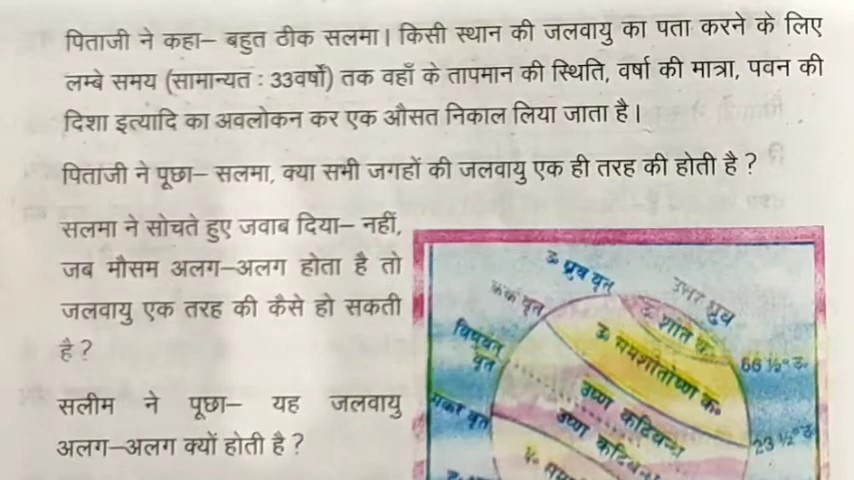 पिताजी ने कहा– बहुत ठीक सलमा। किसी स्थान की जलवायु का पता करने के लिए
लम्बे समय (सामान्यत : 33वर्षों) तक वहाँ के तापमान की स्थिति, वर्षा की मात्रा, पवन की
दिशा इत्यादि का अवलोकन कर एक औसत निकाल लिया जाता है।
पिताजी ने पूछा– सलमा, क्या सभी जगहों की जलवायु एक ही तरह की होती है ?
सलमा ने सोचते हुए जवाब दिया– नहीं,
जब मौसम अलग–अलग होता है तो
जलवायु एक तरह की कैसे हो सकती
है ?
सलीम ने पूछा– यह जलवायु
अलग–अलग क्यों होती है ?
उ० ध्रुव वृत
उत्तर ध्रुव
कर्क वृत
उ० शीत क०
66 ½° उ.
उ० समशीतोष्ण क०
विषुवत्
वृत
उष्ण कटिबन्ध
23 ½° उ
मकर वृत
उष्ण कटिबन्ध